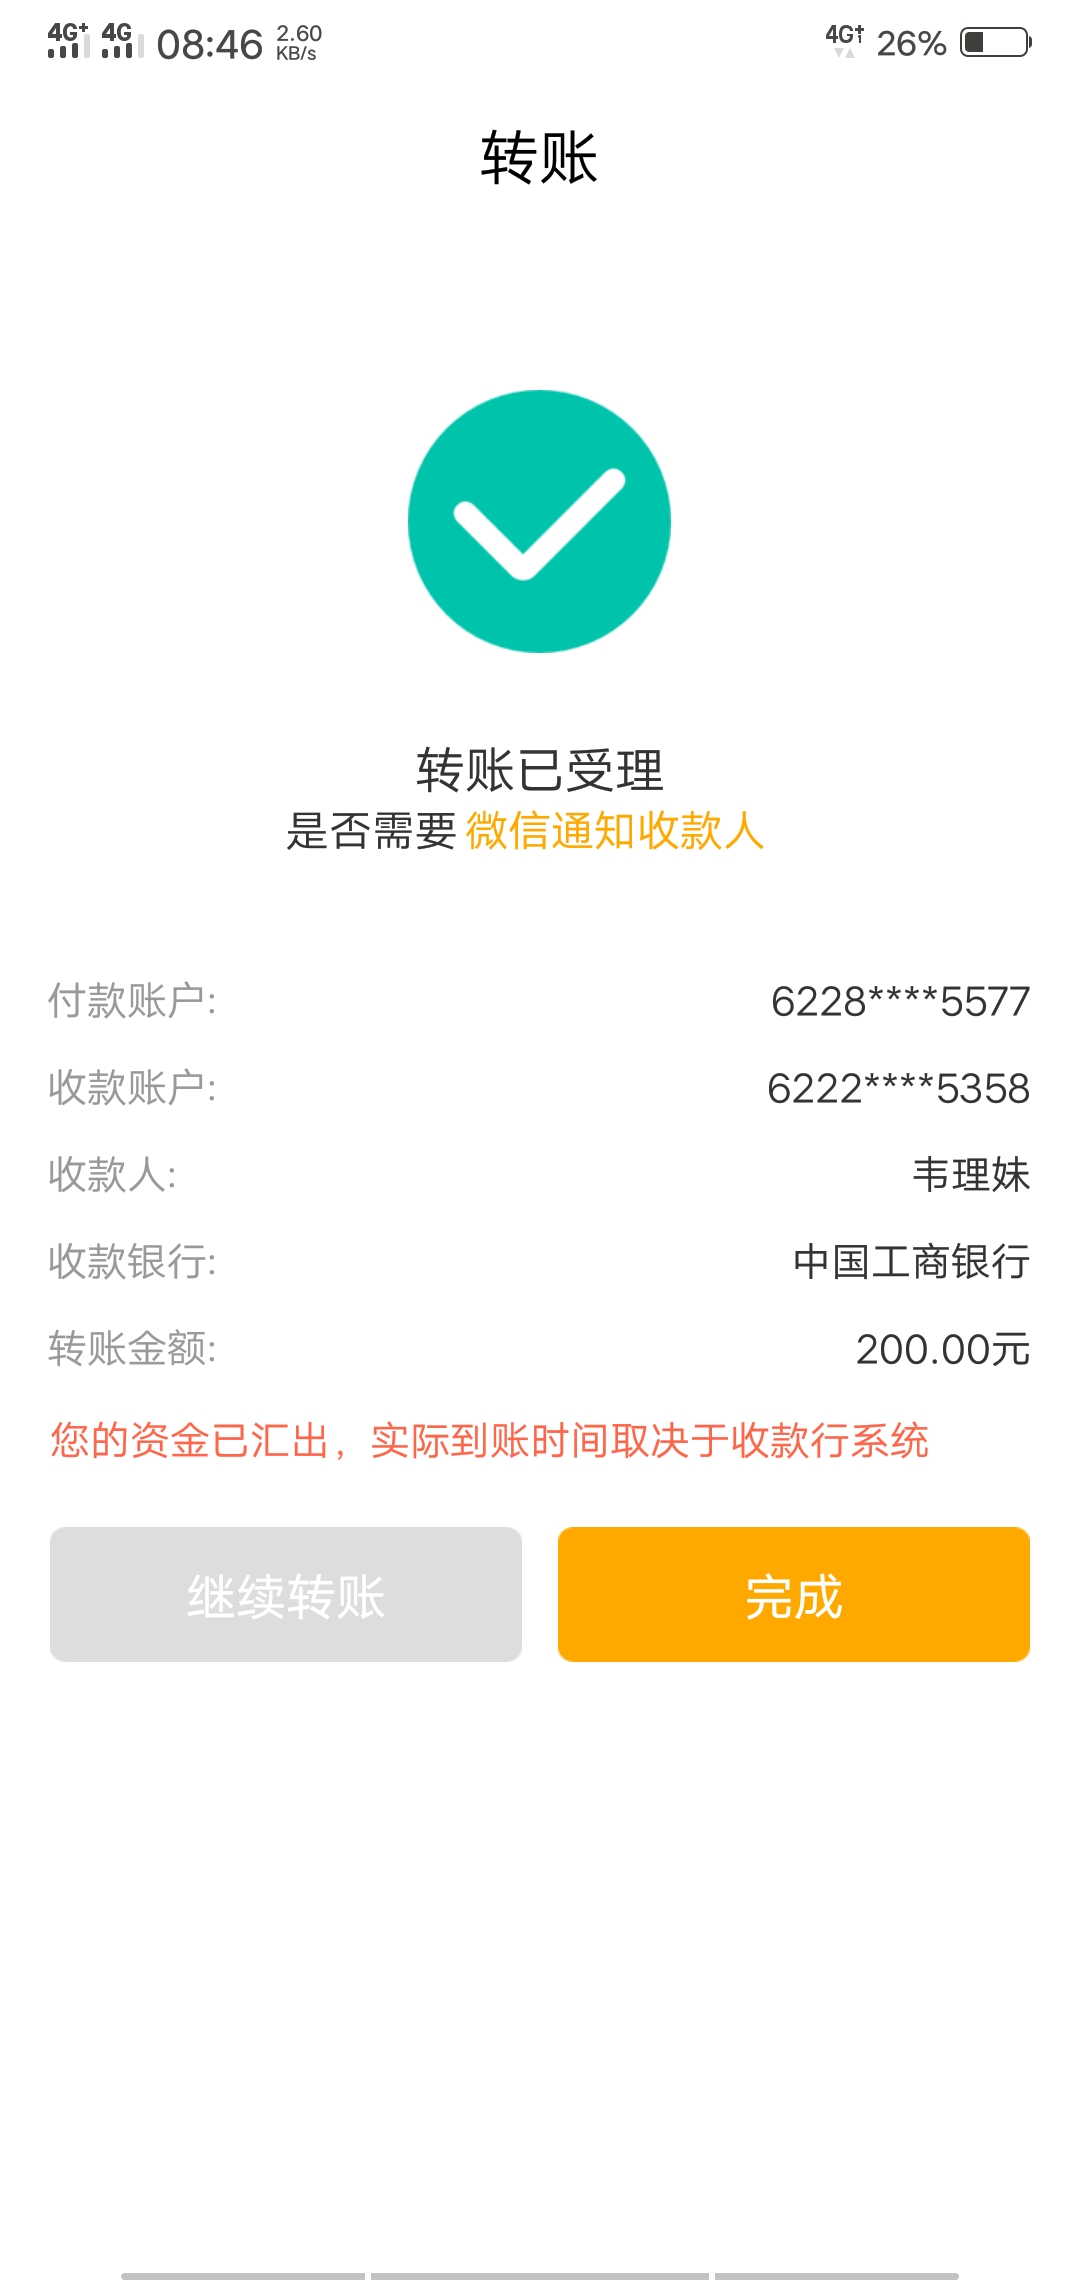 4G+ 4G 08:46 2.60 KB/s 4G+ 26%
转账
转账已受理
是否需要 微信通知收款人
付款账户: 6228****5577
收款账户: 6222****5358
收款人: 韦理妹
收款银行: 中国工商银行
转账金额: 200.00元
您的资金已汇出，实际到账时间取决于收款行系统
继续转账 完成